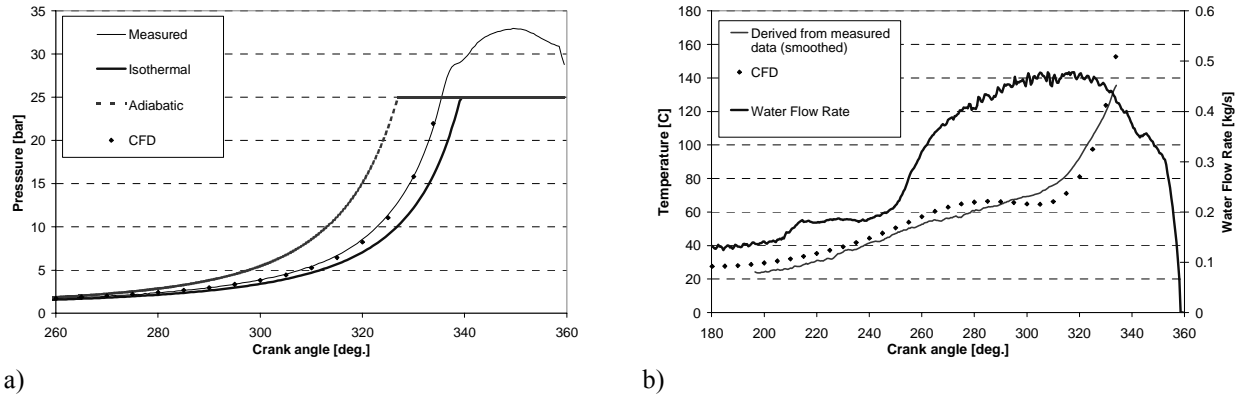 35
30
25
20
15
10
5
0
Presssure [bar]
Measured
Isothermal
Adiabatic
CFD
260 280 300 320 340 360
Crank angle [deg.]
a)
180
160
140
120
100
80
60
40
20
0
Temperature [C]
Derived from measured
data (smoothed)
CFD
Water Flow Rate
0.6
0.5
0.4
0.3
0.2
0.1
0
Water Flow Rate [kg/s]
180 200 220 240 260 280 300 320 340 360
Crank angle [deg.]
b)